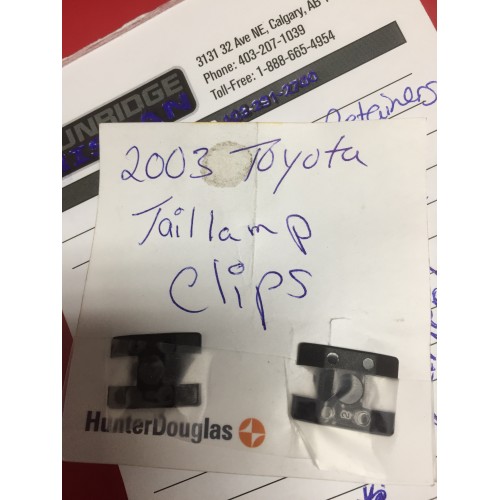 3131 32 Ave NE, Calgary, AB
Phone: 403-207-1039
Toll-Free: 1-888-665-4954
2003 Toyota
Taillamp
Clips
HunterDouglas